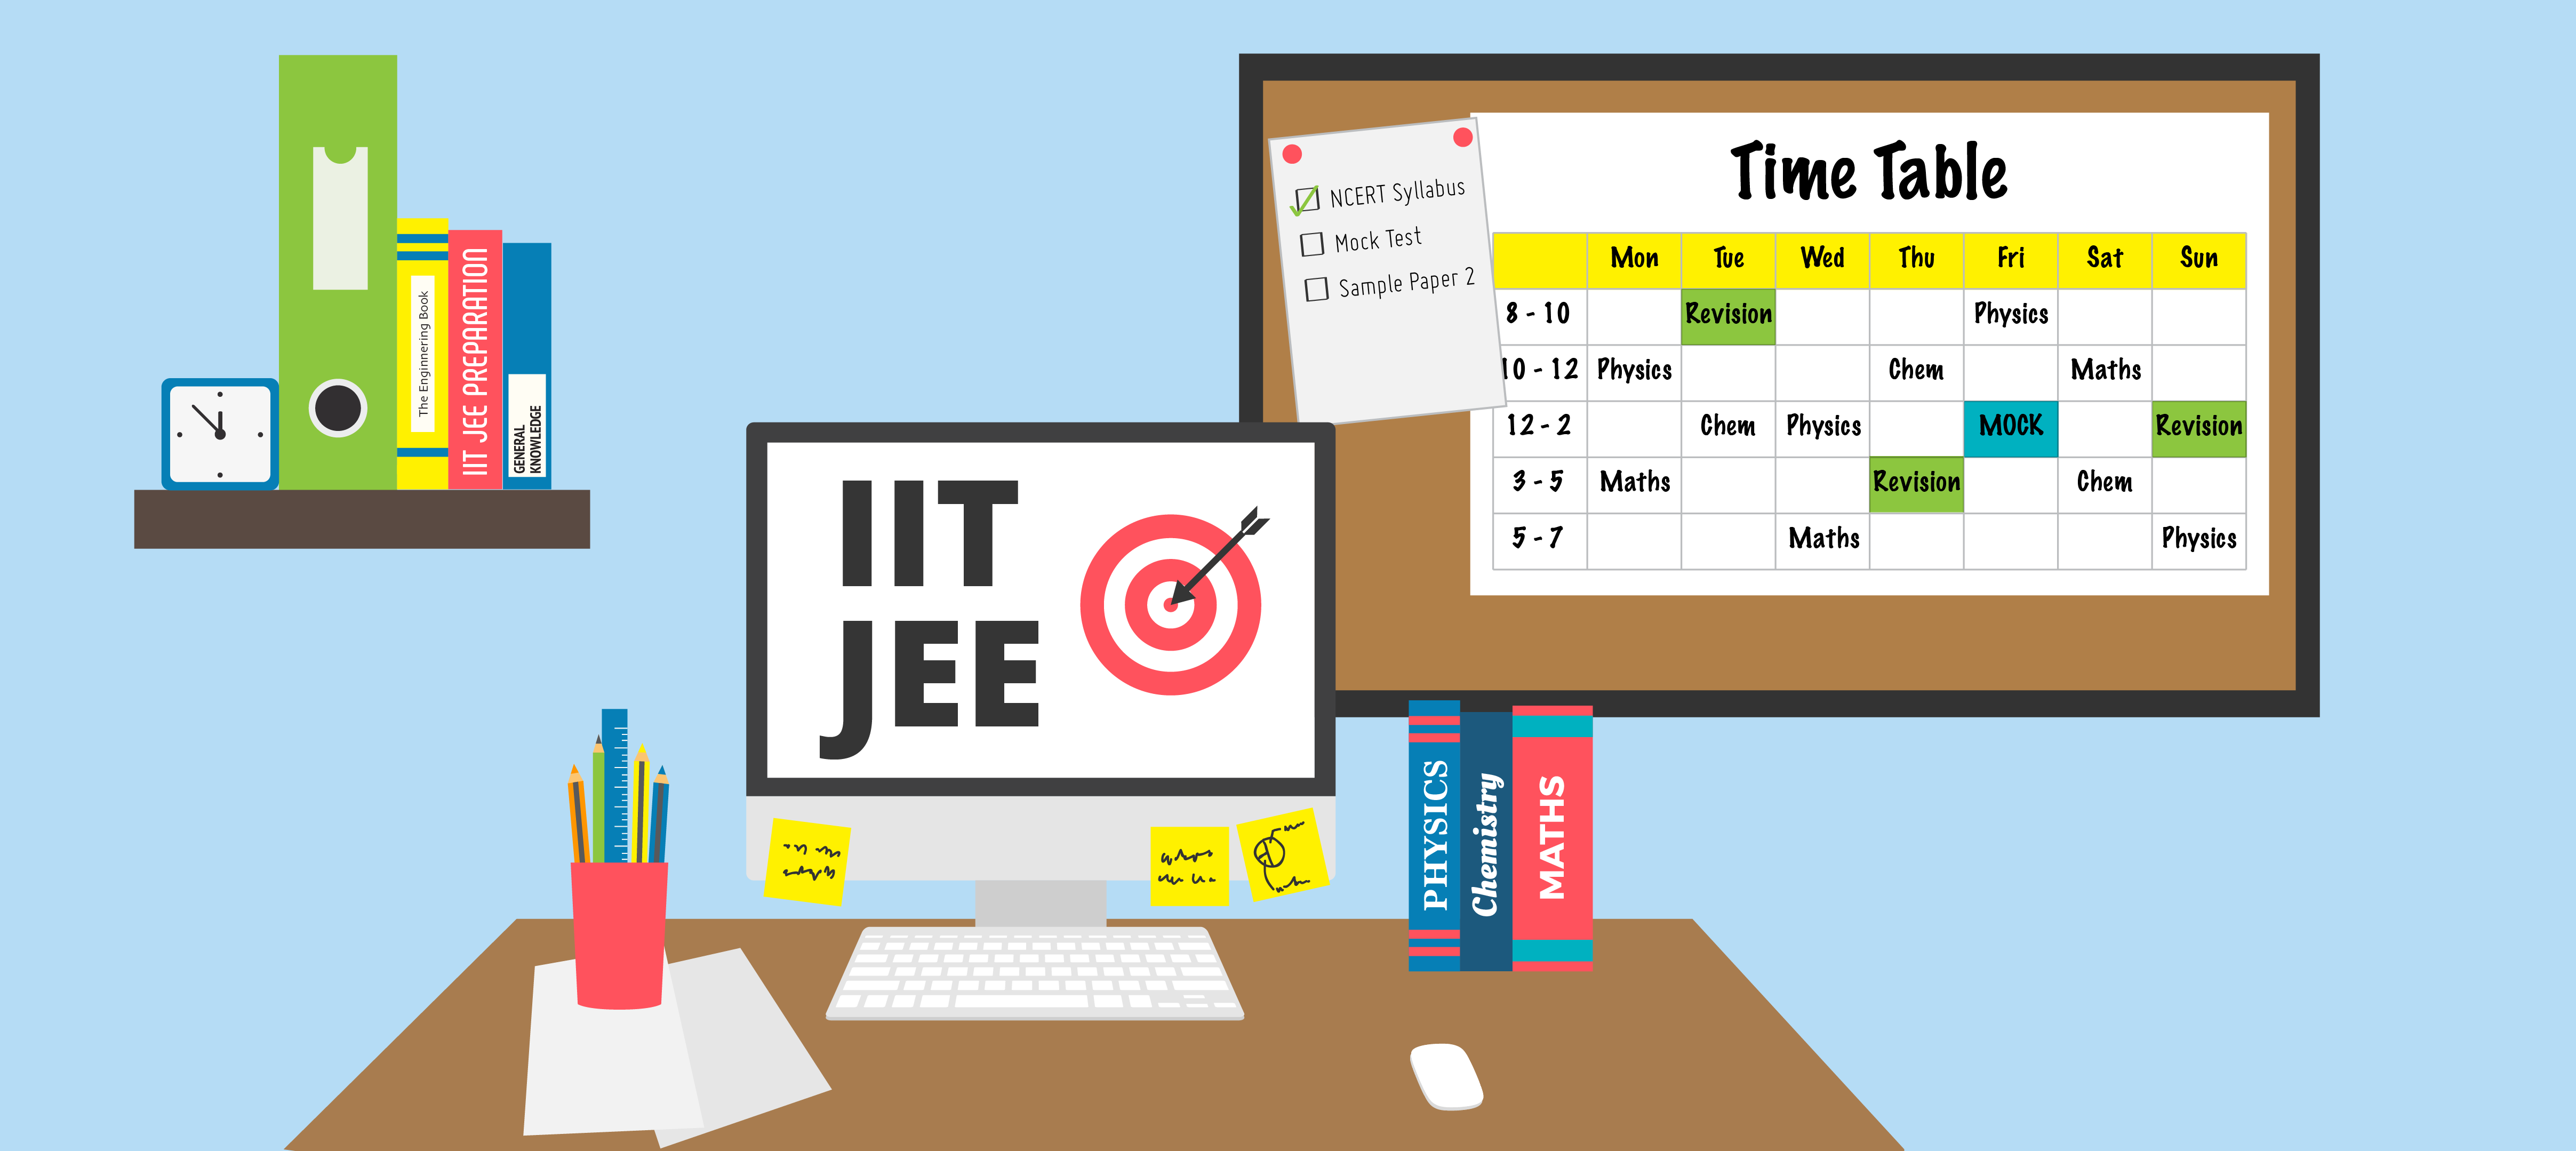 The Enginnering Book
IIT JEE PREPARATION
GENERAL
KNOWLEDGE
NCERT Syllabus
Mock Test
Sample Paper 2
Time Table
Mon Tue Wed Thu Fri Sat Sun
8 - 10 Revision Physics
10 - 12 Physics Chem Maths
12 - 2 Chem Physics MOCK Revision
3 - 5 Maths Revision Chem
5 - 7 Maths Physics
IIT
JEE
PHYSICS
Chemistry
MATHS